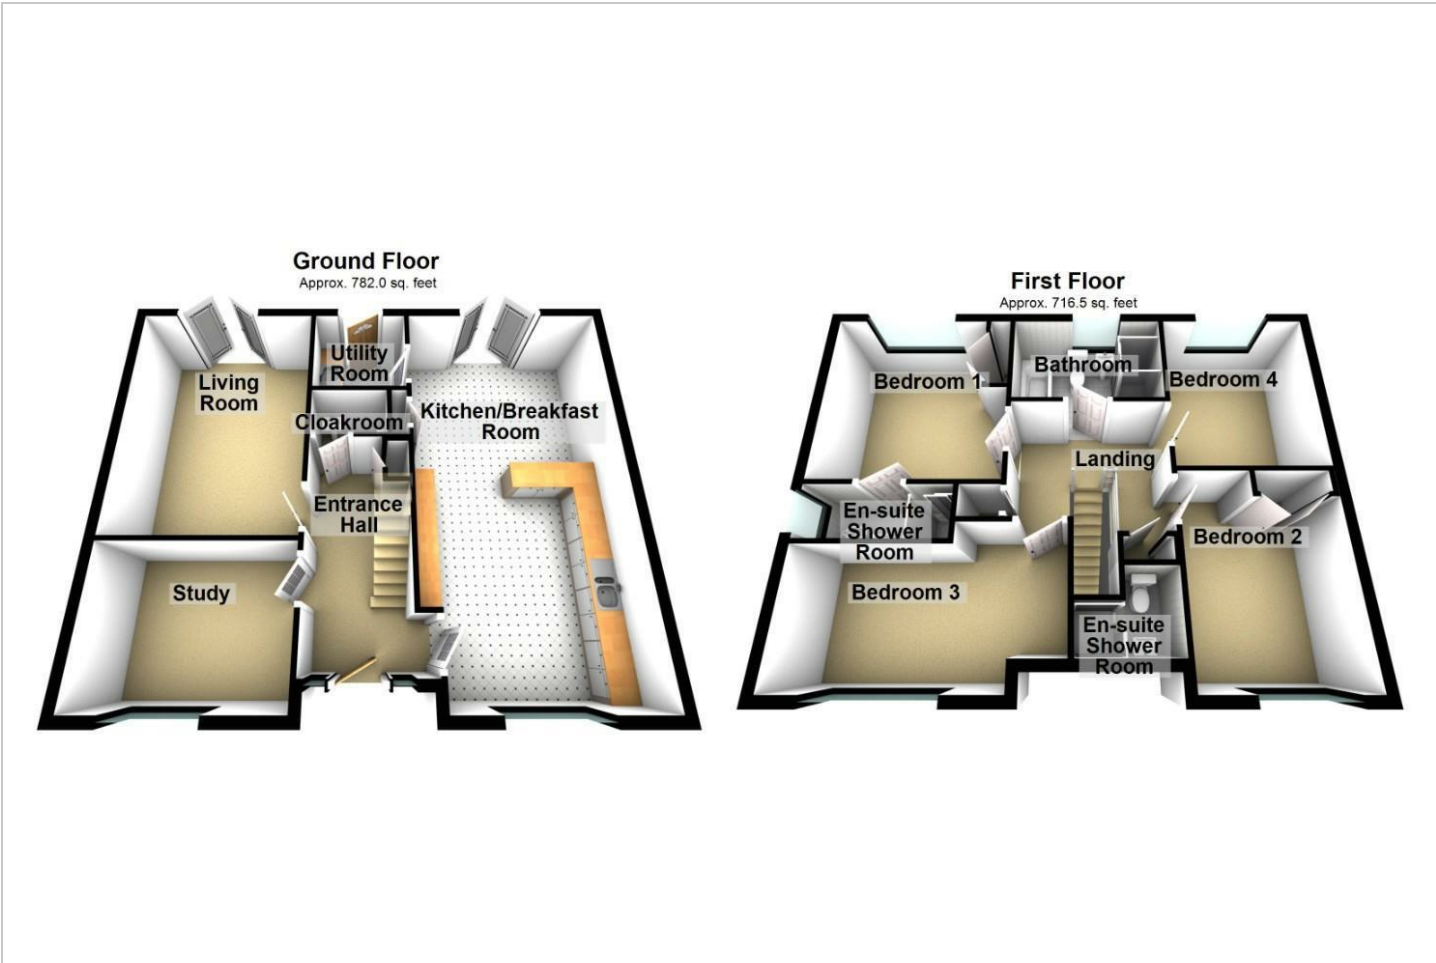 Ground Floor
Approx. 782.0 sq. feet
Utility
Room
Living
Room
Cloakroom
Kitchen/Breakfast
Room
Entrance
Hall
Study
First Floor
Approx. 716.5 sq. feet
Bathroom
Bedroom 1
Bedroom 4
Landing
En-suite
Shower
Room
Bedroom 2
Bedroom 3
En-suite
Shower
Room